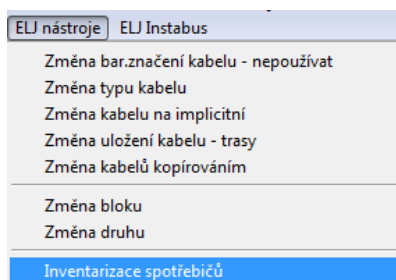 ELJ nástroje ELJ Instabus
Změna bar.značení kabelu - nepoužívat
Změna typu kabelu
Změna kabelu na implicitní
Změna uložení kabelu - trasy
Změna kabelů kopírováním
Změna bloku
Změna druhu
Inventarizace spotřebičů